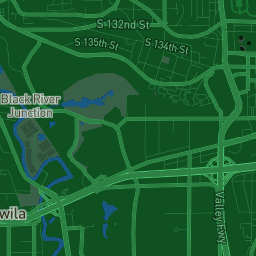 S 132nd St
S 135th St
S 134th St
Black River
Junction
wila
Valley Fwy